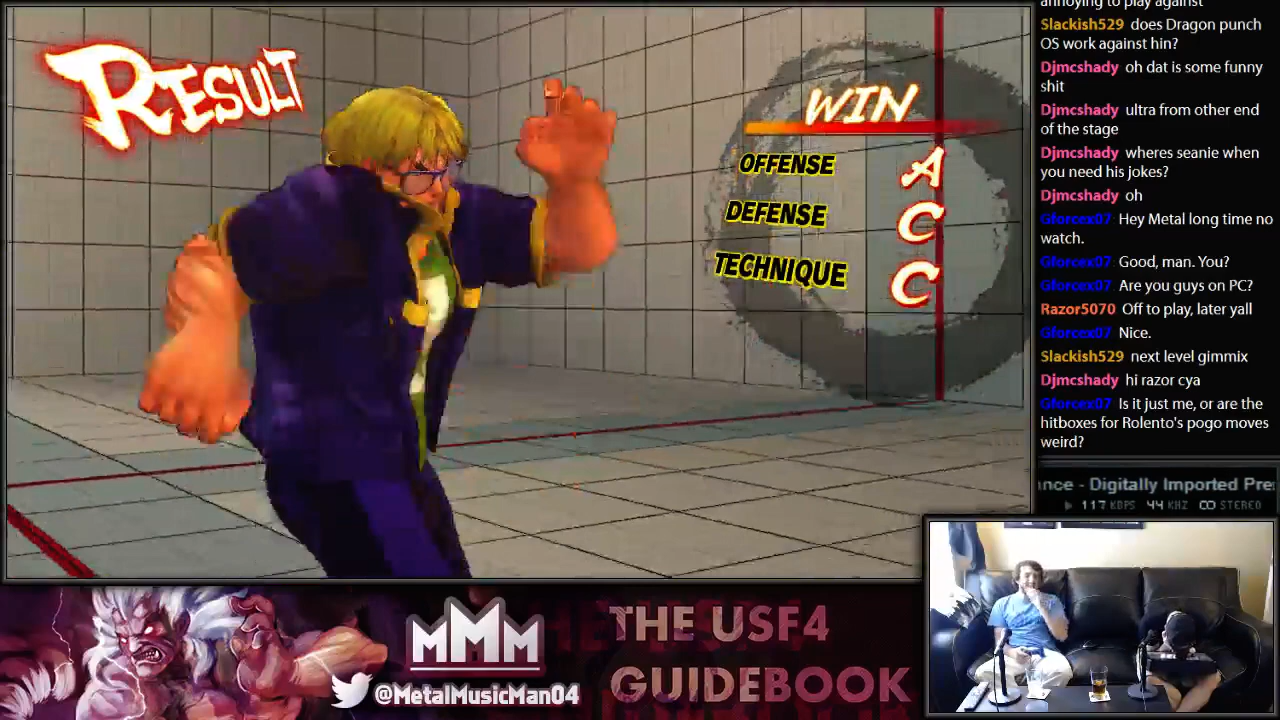 RESULT
WIN
OFFENSE A
DEFENSE C
TECHNIQUE C
annoying to play against
Slackish529 does Dragon punch
OS work against hin?
Djmcshady oh dat is some funny
shit
Djmcshady ultra from other end
of the stage
Djmcshady wheres seanie when
you need his jokes?
Djmcshady oh
Gforcex07 Hey Metal long time no
watch.
Gforcex07 Good, man. You?
Gforcex07 Are you guys on PC?
Razor5070 Off to play, later yall
Gforcex07 Nice.
Slackish529 next level gimmix
Djmcshady hi razor cya
Gforcex07 Is it just me, or are the
hitboxes for Rolento's pogo moves
weird?
nce - Digitally Imported Pre
117 KBPS 44 KHZ STEREO
MMM
@MetalMusicMan04
THE USF4
GUIDEBOOK